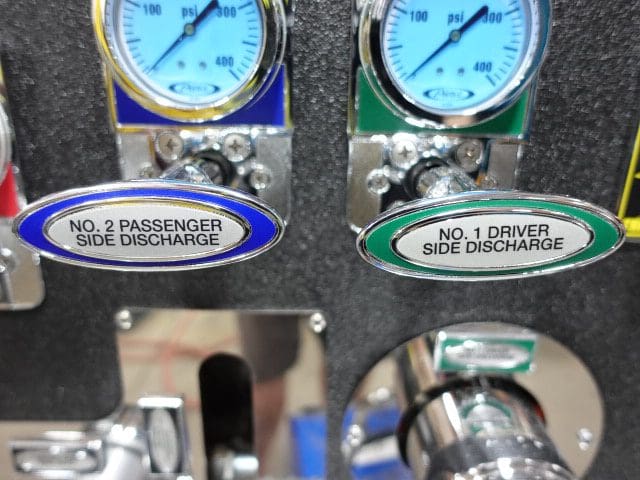 100 psi 300
400
100 psi 300
400
NO. 2 PASSENGER
SIDE DISCHARGE
NO. 1 DRIVER
SIDE DISCHARGE